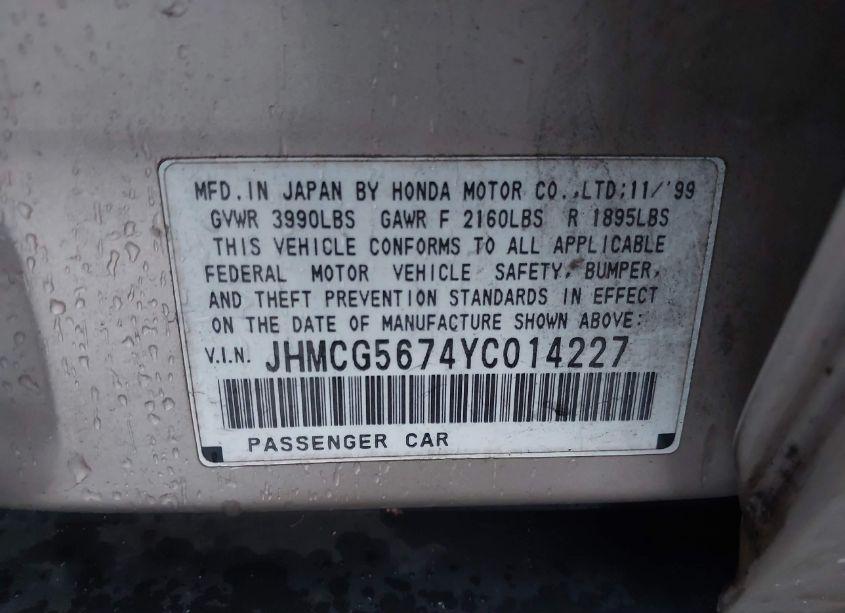 MFD. IN JAPAN BY HONDA MOTOR CO.,LTD;11/'99
GVWR 3990LBS GAWR F 2160LBS R 1895LBS
THIS VEHICLE CONFORMS TO ALL APPLICABLE
FEDERAL MOTOR VEHICLE SAFETY, BUMPER,
AND THEFT PREVENTION STANDARDS IN EFFECT
ON THE DATE OF MANUFACTURE SHOWN ABOVE:
V.I.N. JHMCG5674YC014227
PASSENGER CAR